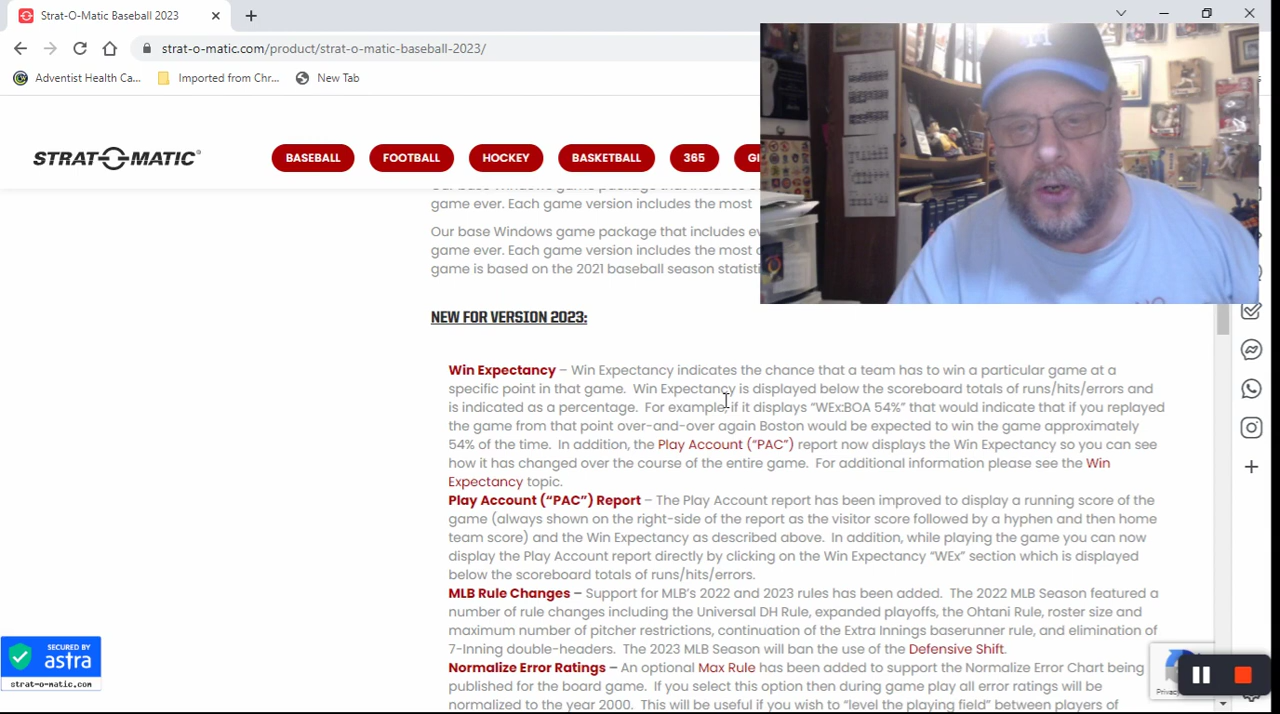 Strat-O-Matic Baseball 2023
strat-o-matic.com/product/strat-o-matic-baseball-2023/
Adventist Health Ca... Imported from Chr... New Tab
STRAT-O-MATIC®
BASEBALL FOOTBALL HOCKEY BASKETBALL 365
Our base Windows game package that includes
game ever. Each game version includes the most
Our base Windows game package that includes ev
game ever. Each game version includes the most
game is based on the 2021 baseball season statisti
NEW FOR VERSION 2023:
Win Expectancy – Win Expectancy indicates the chance that a team has to win a particular game at a
specific point in that game. Win Expectancy is displayed below the scoreboard totals of runs/hits/errors and
is indicated as a percentage. For example, if it displays “WEx:BOA 54%” that would indicate that if you replayed
the game from that point over-and-over again Boston would be expected to win the game approximately
54% of the time. In addition, the Play Account (“PAC”) report now displays the Win Expectancy so you can see
how it has changed over the course of the entire game. For additional information please see the Win
Expectancy topic.
Play Account (“PAC”) Report – The Play Account report has been improved to display a running score of the
game (always shown on the right-side of the report as the visitor score followed by a hyphen and then home
team score) and the Win Expectancy as described above. In addition, while playing the game you can now
display the Play Account report directly by clicking on the Win Expectancy “WEx” section which is displayed
below the scoreboard totals of runs/hits/errors.
MLB Rule Changes – Support for MLB’s 2022 and 2023 rules has been added. The 2022 MLB Season featured a
number of rule changes including the Universal DH Rule, expanded playoffs, the Ohtani Rule, roster size and
maximum number of pitcher restrictions, continuation of the Extra Innings baserunner rule, and elimination of
7-Inning double-headers. The 2023 MLB Season will ban the use of the Defensive Shift.
Normalize Error Ratings – An optional Max Rule has been added to support the Normalize Error Chart being
published for the board game. If you select this option then during game play all error ratings will be
normalized to the year 2000. This will be useful if you wish to “level the playing field” between players of
SECURED BY
astra
strat-o-matic.com